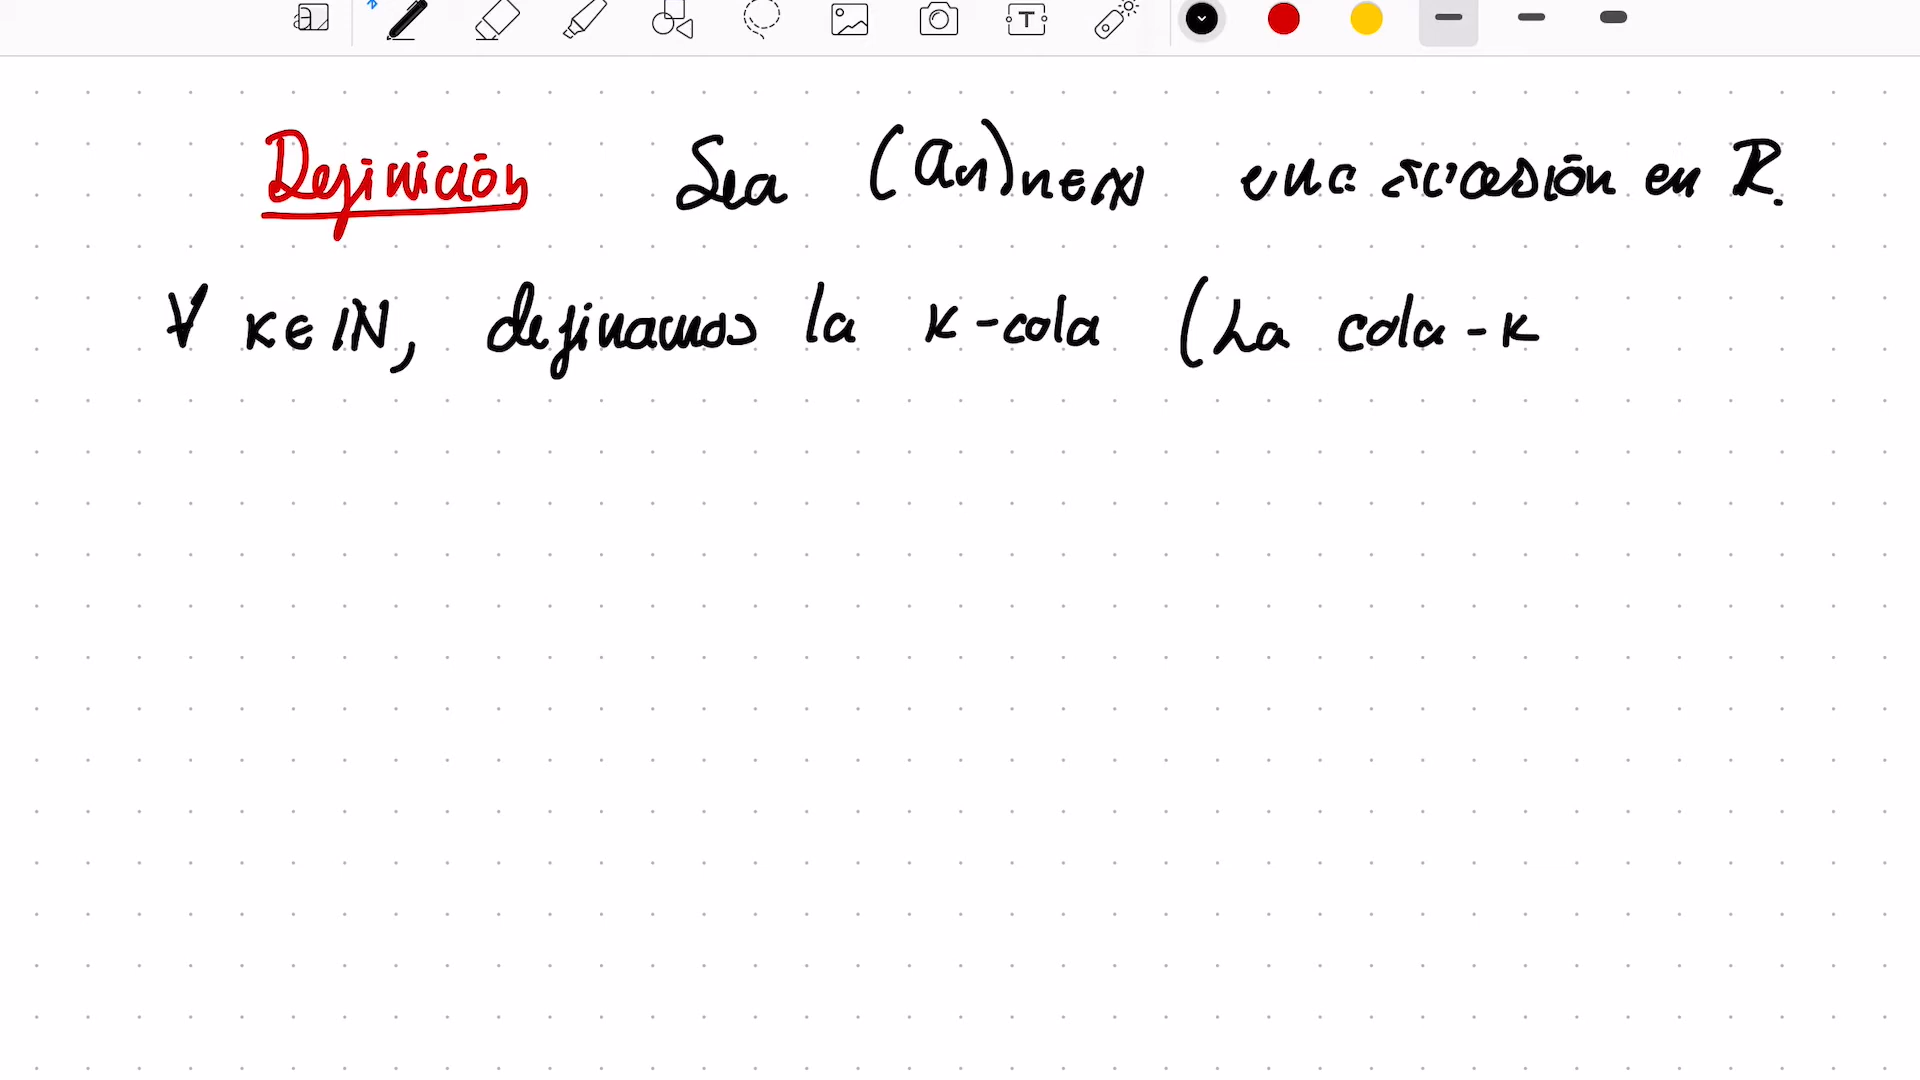 Definición Sea (an)n∈ℕ una sucesión en ℝ.
∀ k∈ℕ, definamos la k-cola (La cola-k